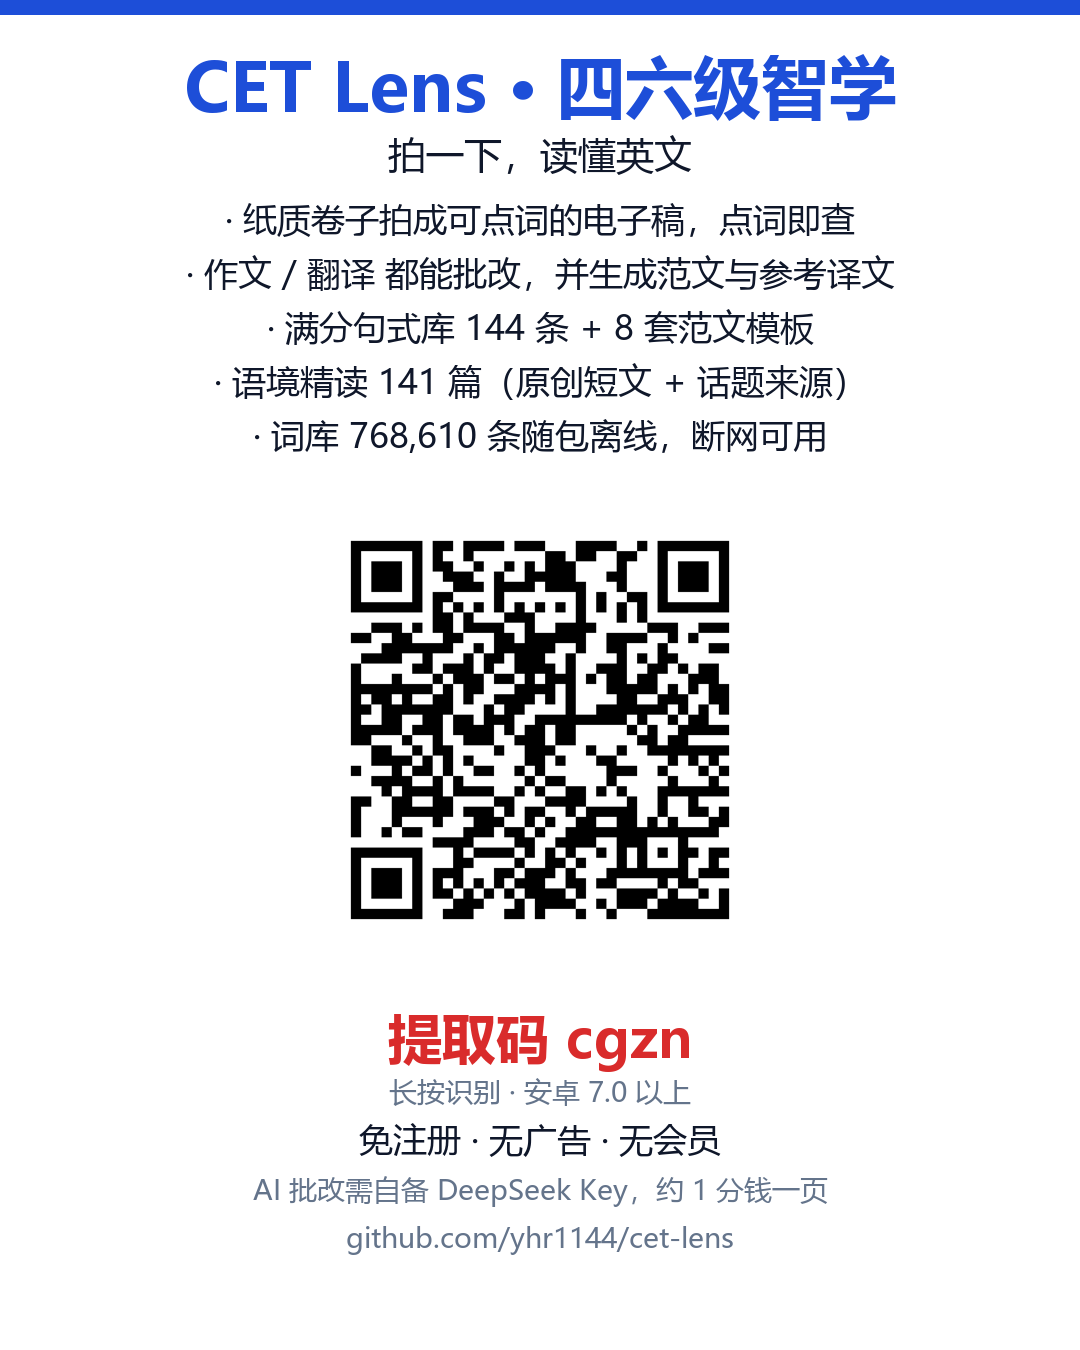 CET Lens · 四六级智学
拍一下，读懂英文
· 纸质卷子拍成可点词的电子稿，点词即查
· 作文 / 翻译 都能批改，并生成范文与参考译文
· 满分句式库 144 条 + 8 套范文模板
· 语境精读 141 篇（原创短文 + 话题来源）
· 词库 768,610 条随包离线，断网可用
提取码 cgzn
长按识别 · 安卓 7.0 以上
免注册 · 无广告 · 无会员
AI 批改需自备 DeepSeek Key，约 1 分钱一页
github.com/yhr1144/cet-lens